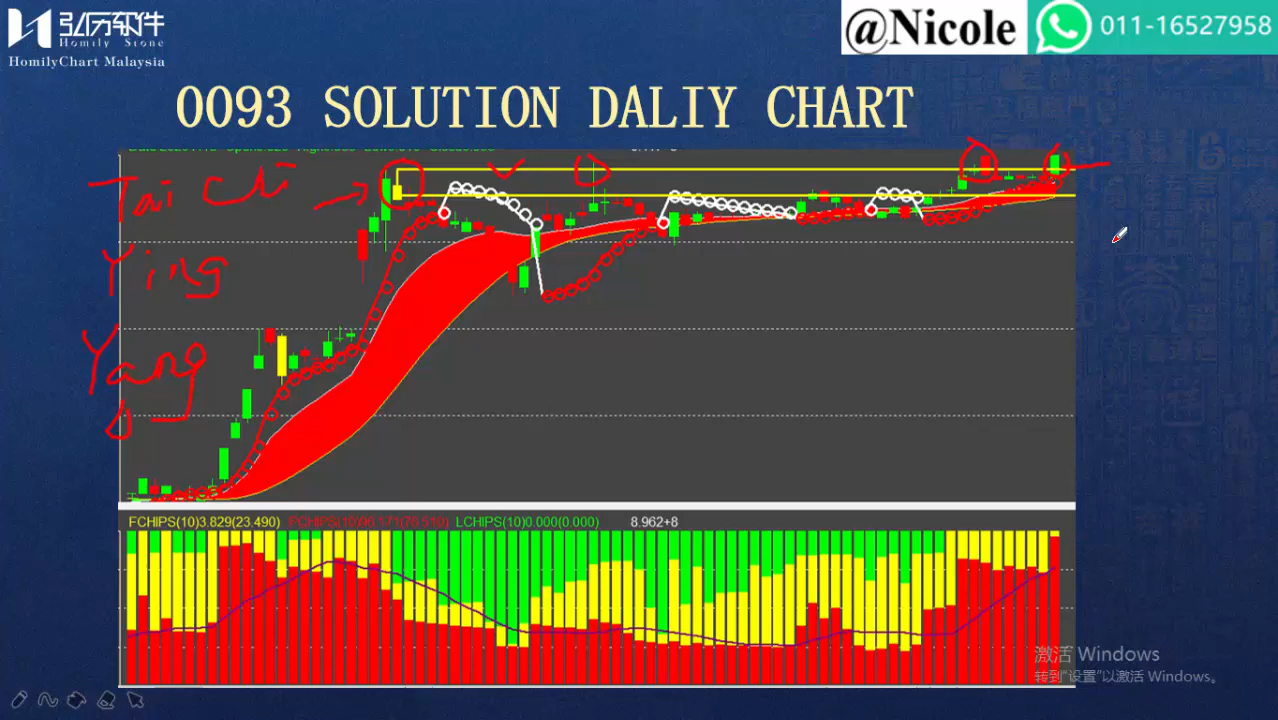 弘历软件
Homily Stone
HomilyChart Malaysia
@Nicole
011-16527958
0093 SOLUTION DALIY CHART
Tai Chi
Ying
Yang
FCHIPS(10)3.829(23.490) LCHIPS(10)0.000(0.000) 8.962+8
激活 Windows
转到"设置"以激活 Windows。